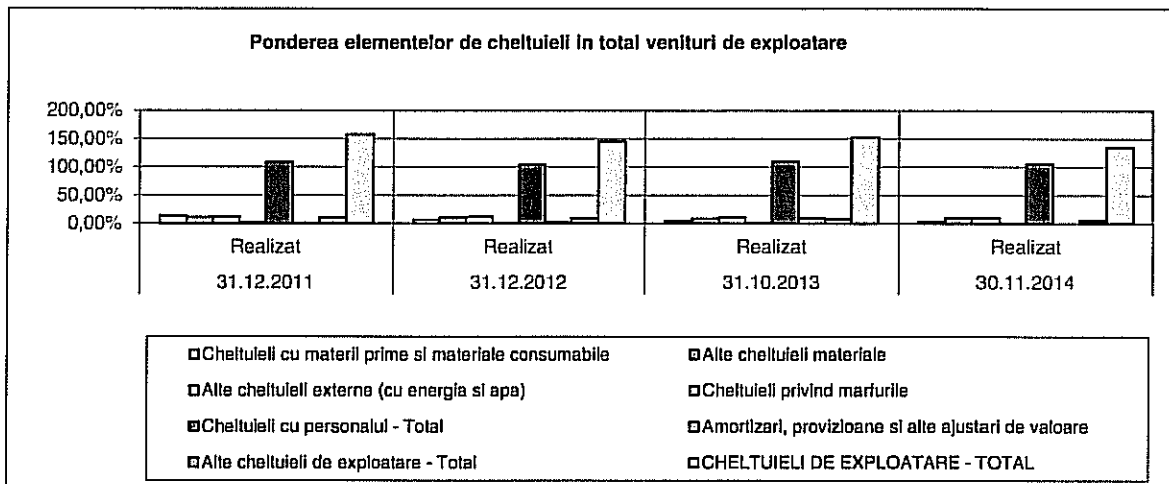 Ponderea elementelor de cheltuieli in total venituri de exploatare
200,00%
150,00%
100,00%
50,00%
0,00%
Realizat Realizat Realizat Realizat
31.12.2011 31.12.2012 31.10.2013 30.11.2014
Cheltuieli cu materii prime si materiale consumabile Alte cheltuieli materiale
Alte cheltuieli externe (cu energia si apa) Cheltuieli privind marfurile
Cheltuieli cu personalul - Total Amortizari, provizioane si alte ajustari de valoare
Alte cheltuieli de exploatare - Total CHELTUIELI DE EXPLOATARE - TOTAL